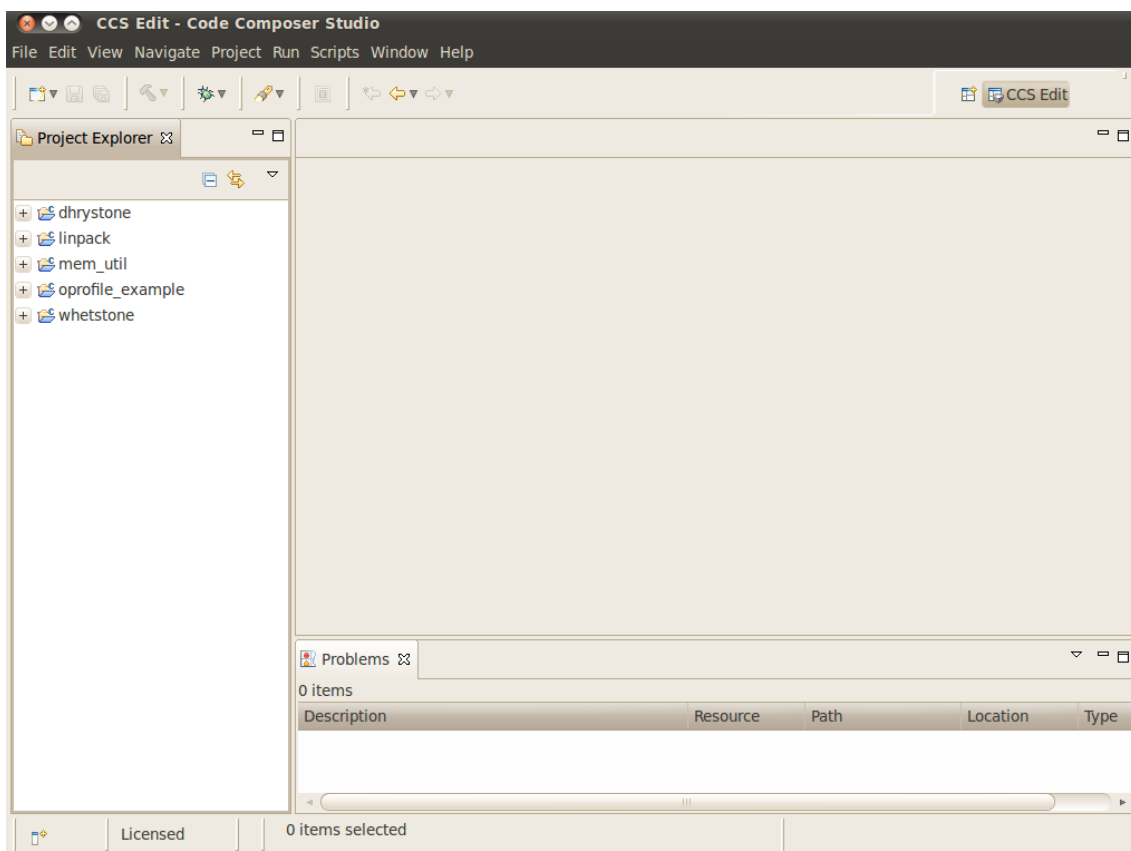 CCS Edit - Code Composer Studio
File Edit View Navigate Project Run Scripts Window Help
CCS Edit
Project Explorer
dhrystone
linpack
mem_util
oprofile_example
whetstone
Problems
0 items
Description Resource Path Location Type
Licensed 0 items selected